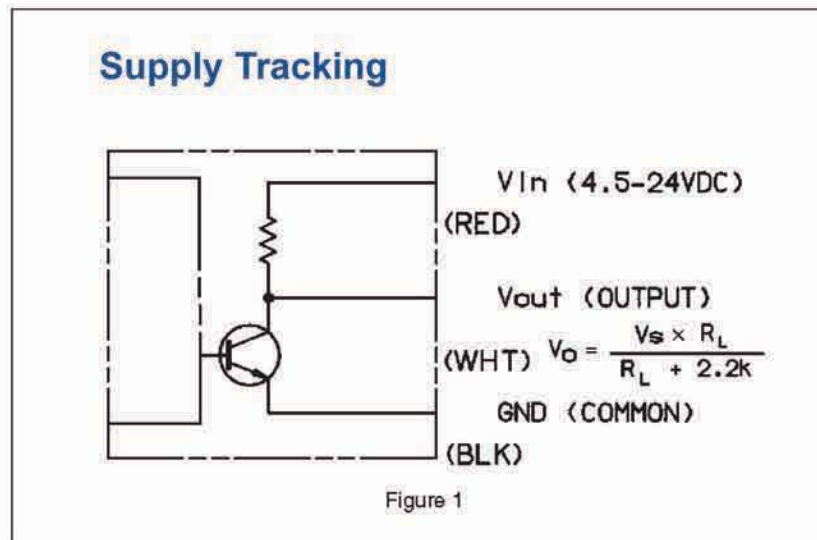 Supply Tracking
VIn (4.5-24VDC)
(RED)
Vout (OUTPUT)
(WHT) Vo = Vs × RL / RL + 2.2k
GND (COMMON)
(BLK)
Figure 1